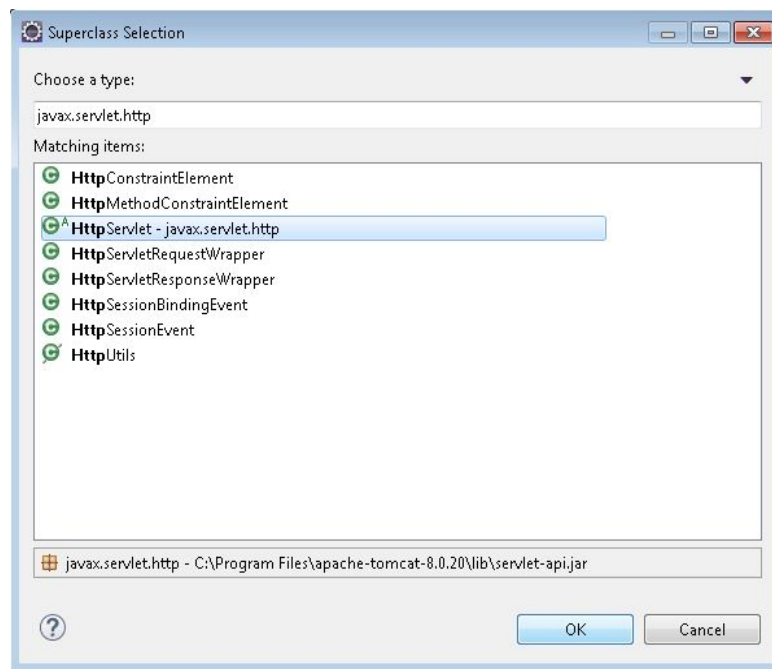 Superclass Selection
Choose a type:
javax.servlet.http
Matching items:
HttpConstraintElement
HttpMethodConstraintElement
HttpServlet - javax.servlet.http
HttpServletRequestWrapper
HttpServletResponseWrapper
HttpSessionBindingEvent
HttpSessionEvent
HttpUtils
javax.servlet.http - C:\Program Files\apache-tomcat-8.0.20\lib\servlet-api.jar
OK Cancel